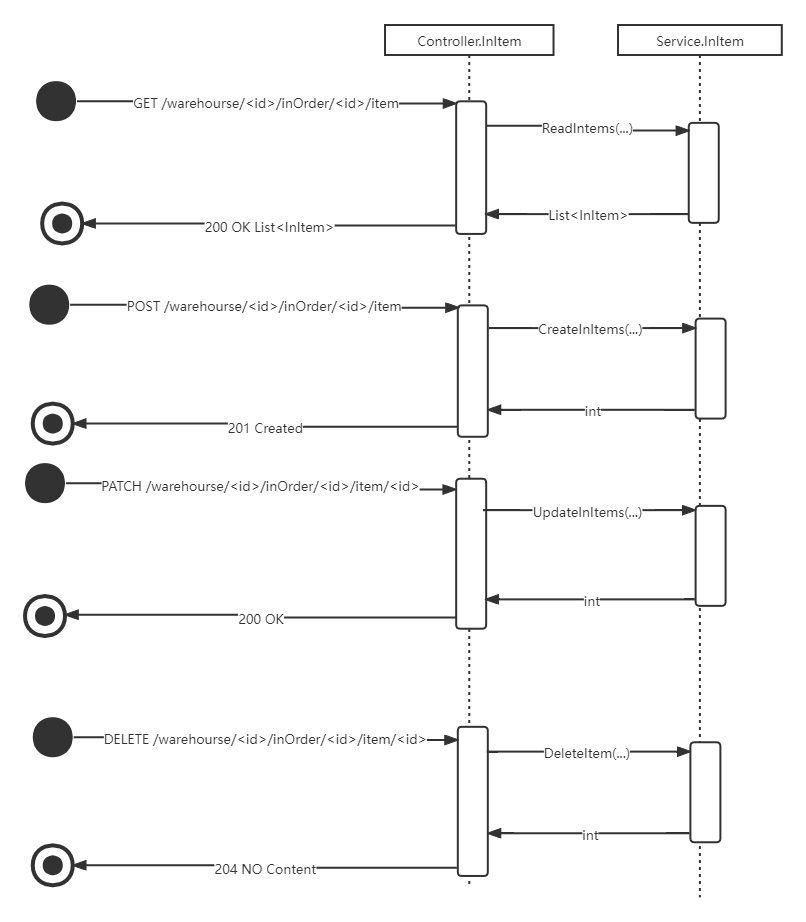 Controller.InItem
Service.InItem
GET /warehourse/<id>/inOrder/<id>/item
ReadIntems(...)
List<InItem>
200 OK List<InItem>
POST /warehourse/<id>/inOrder/<id>/item
CreateInItems(...)
int
201 Created
PATCH /warehourse/<id>/inOrder/<id>/item/<id>
UpdateInItems(...)
int
200 OK
DELETE /warehourse/<id>/inOrder/<id>/item/<id>
DeleteItem(...)
int
204 NO Content